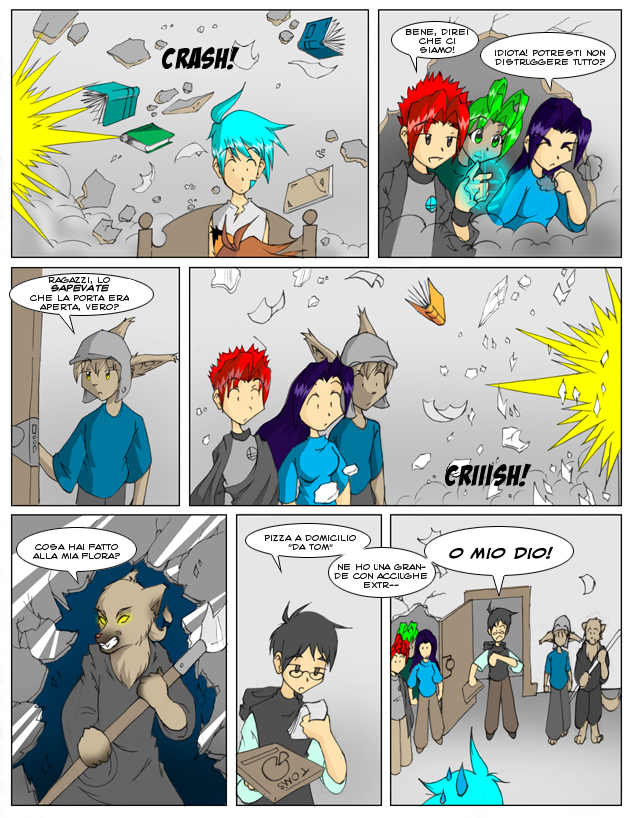 CRASH!
BENE, DIREI
CHE CI
SIAMO!
IDIOTA! POTRESTI NON
DISTRUGGERE TUTTO?
RAGAZZI, LO
SAPEVATE
CHE LA PORTA ERA
APERTA, VERO?
CRIIISH!
COSA HAI FATTO
ALLA MIA FLORA?
PIZZA A DOMICILIO
"DA TOM"
NE HO UNA GRAN-
DE CON ACCIUGHE
EXTR--
TOMS
O MIO DIO!